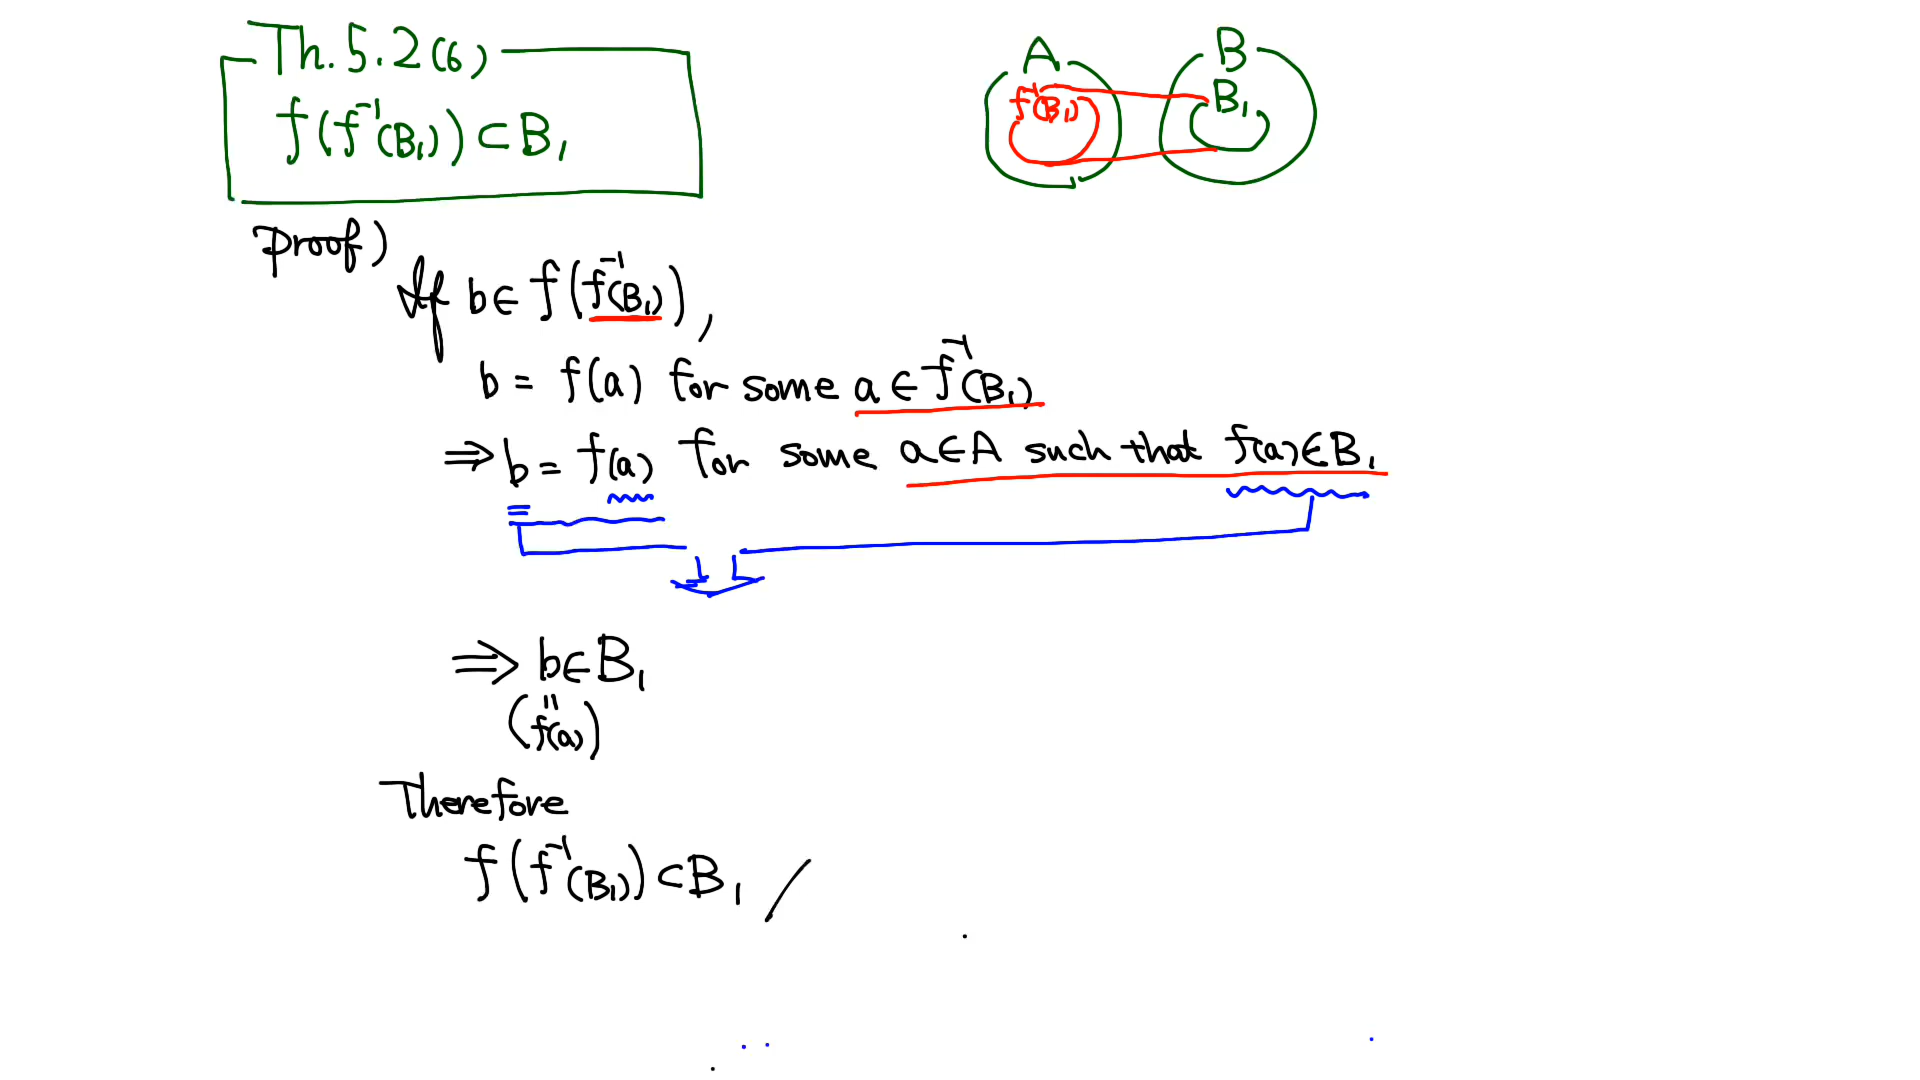 Th.5.2(6)
f(f⁻¹(B₁)) ⊂ B₁
A
B
f⁻¹(B₁)
B₁
proof)
If b ∈ f(f⁻¹(B₁)),
b = f(a) for some a ∈ f⁻¹(B₁)
⇒ b = f(a) for some a ∈ A such that f(a) ∈ B₁
⇒ b ∈ B₁
( " f(a))
Therefore
f(f⁻¹(B₁)) ⊂ B₁ /